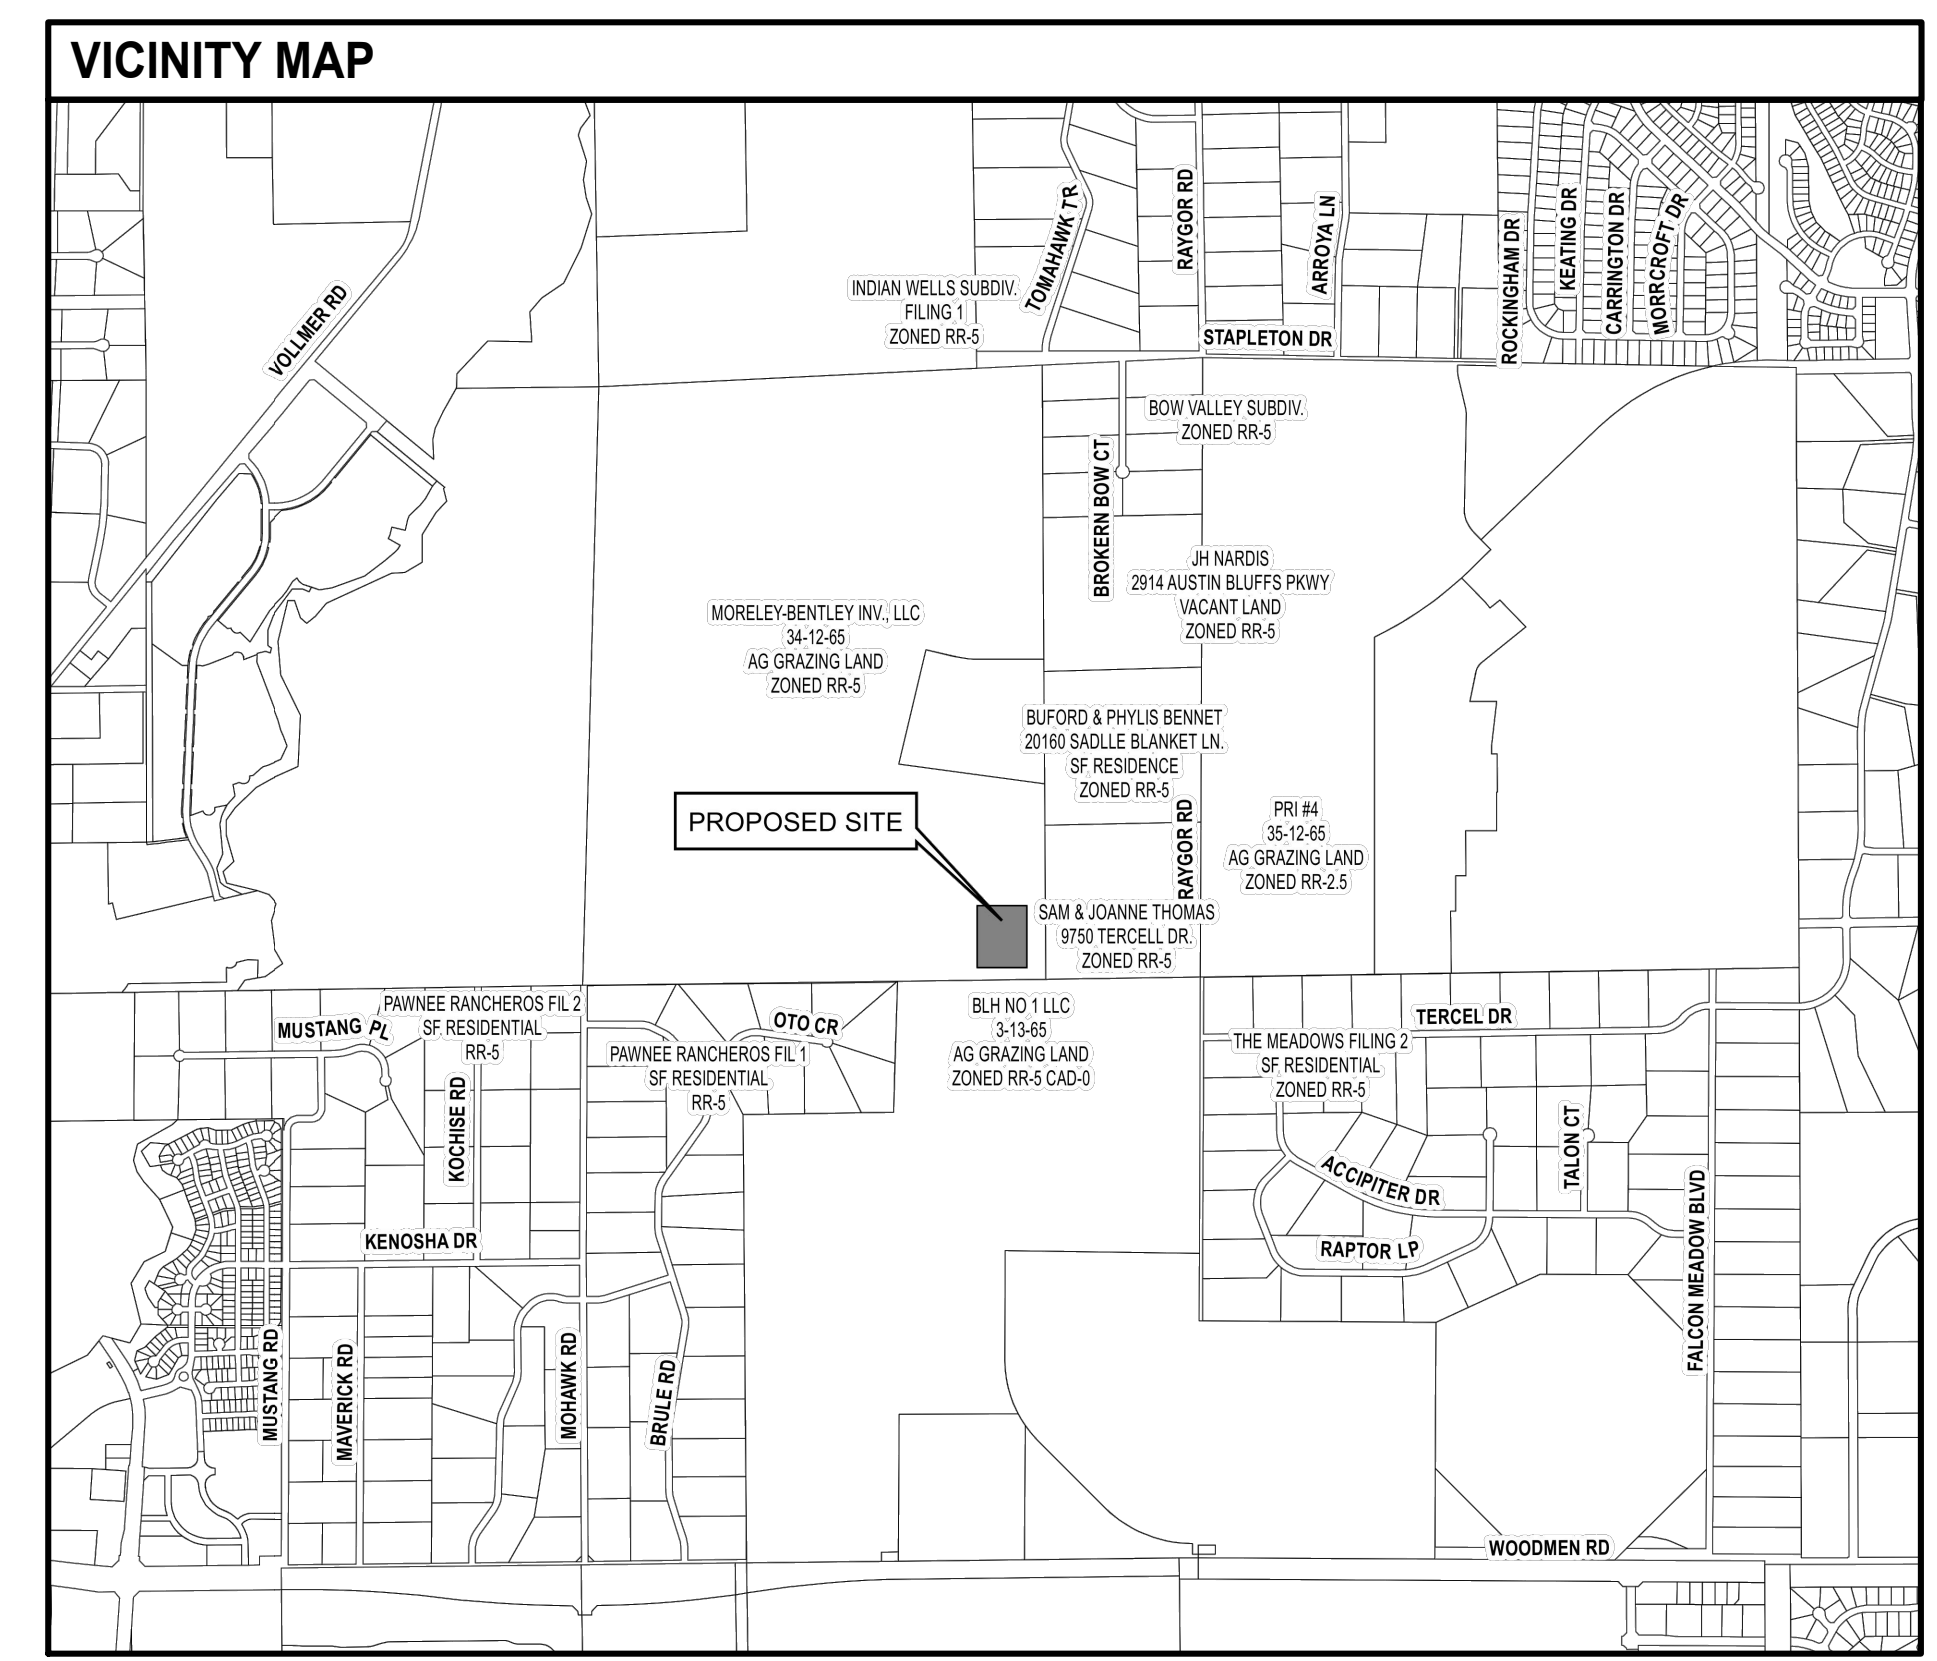 VICINITY MAP
VOLLMER RD
TOMAHAWK TR
RAYGOR RD
ARROYA LN
ROCKINGHAM DR
KEATING DR
CARRINGTON DR
MORRCROFT DR
INDIAN WELLS SUBDIV.
FILING 1
ZONED RR-5
STAPLETON DR
BOW VALLEY SUBDIV.
ZONED RR-5
BROKERN BOW CT
JH NARDIS
2914 AUSTIN BLUFFS PKWY
VACANT LAND
ZONED RR-5
MORELEY-BENTLEY INV., LLC
34-12-65
AG GRAZING LAND
ZONED RR-5
BUFORD & PHYLIS BENNET
20160 SADLLE BLANKET LN.
SF RESIDENCE
ZONED RR-5
PROPOSED SITE
RAYGOR RD
PRI #4
35-12-65
AG GRAZING LAND
ZONED RR-2.5
SAM & JOANNE THOMAS
9750 TERCELL DR.
ZONED RR-5
PAWNEE RANCHEROS FIL 2
SF RESIDENTIAL
RR-5
MUSTANG PL
OTO CR
BLH NO 1 LLC
3-13-65
AG GRAZING LAND
ZONED RR-5 CAD-0
TERCEL DR
THE MEADOWS FILING 2
SF RESIDENTIAL
ZONED RR-5
PAWNEE RANCHEROS FIL 1
SF RESIDENTIAL
RR-5
KOCHISE RD
TALON CT
ACCIPITER DR
KENOSHA DR
RAPTOR LP
FALCON MEADOW BLVD
MUSTANG RD
MAVERICK RD
MOHAWK RD
BRULE RD
WOODMEN RD